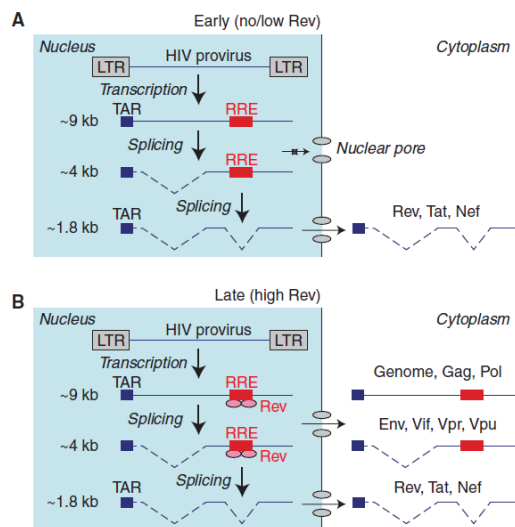 A
Early (no/low Rev)
Nucleus
Cytoplasm
HIV provirus
LTR
LTR
Transcription
TAR
RRE
~9 kb
Splicing
Nuclear pore
RRE
~4 kb
Splicing
TAR
Rev, Tat, Nef
~1.8 kb
B
Late (high Rev)
Nucleus
Cytoplasm
HIV provirus
LTR
LTR
Transcription
TAR
RRE
Genome, Gag, Pol
~9 kb
Rev
Splicing
RRE
Env, Vif, Vpr, Vpu
~4 kb
Rev
Splicing
TAR
Rev, Tat, Nef
~1.8 kb